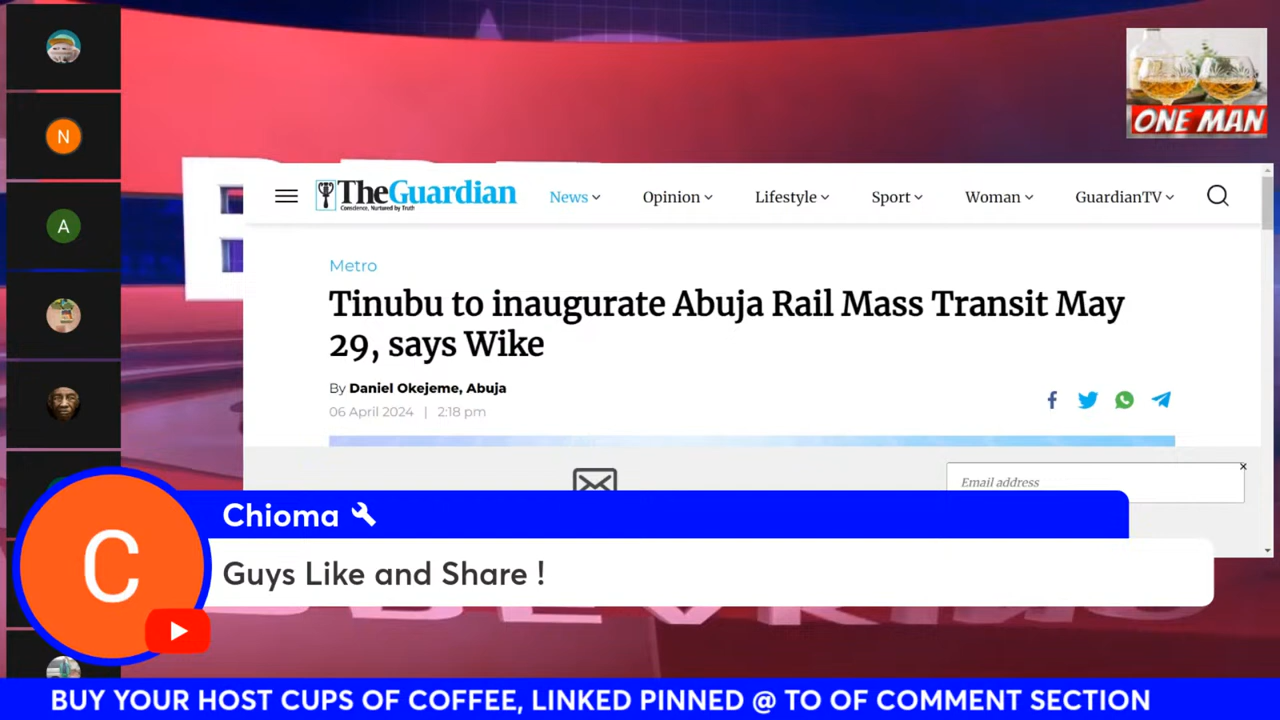 N
A
ONE MAN
TheGuardian
Conscience, Nurtured by Truth
News
Opinion
Lifestyle
Sport
Woman
GuardianTV
Metro
Tinubu to inaugurate Abuja Rail Mass Transit May
29, says Wike
By Daniel Okejeme, Abuja
06 April 2024 | 2:18 pm
Email address
C
Chioma
Guys Like and Share !
BUY YOUR HOST CUPS OF COFFEE, LINKED PINNED @ TO OF COMMENT SECTION